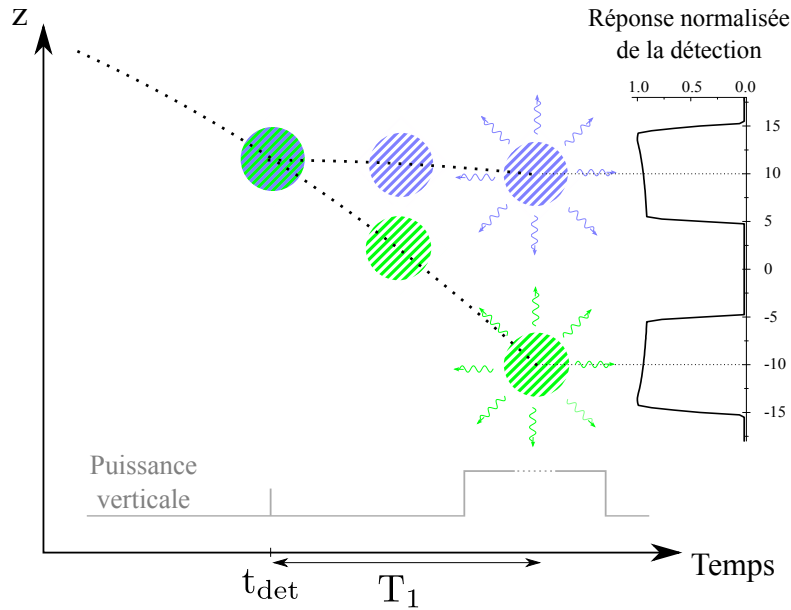 z
Réponse normalisée
de la détection
1.0 0.5 0.0
15
10
5
0
-5
-10
-15
Puissance
verticale
Temps
t_det
T_1